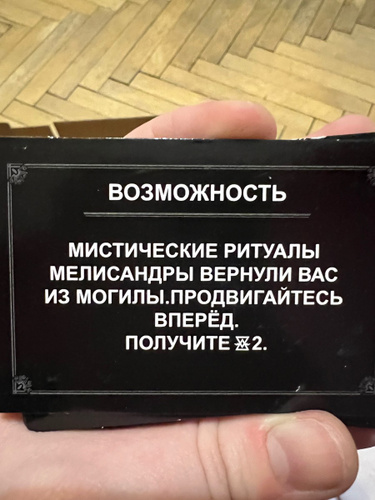 ВОЗМОЖНОСТЬ
МИСТИЧЕСКИЕ РИТУАЛЫ
МЕЛИСАНДРЫ ВЕРНУЛИ ВАС
ИЗ МОГИЛЫ.ПРОДВИГАЙТЕСЬ
ВПЕРЁД.
ПОЛУЧИТЕ 2.